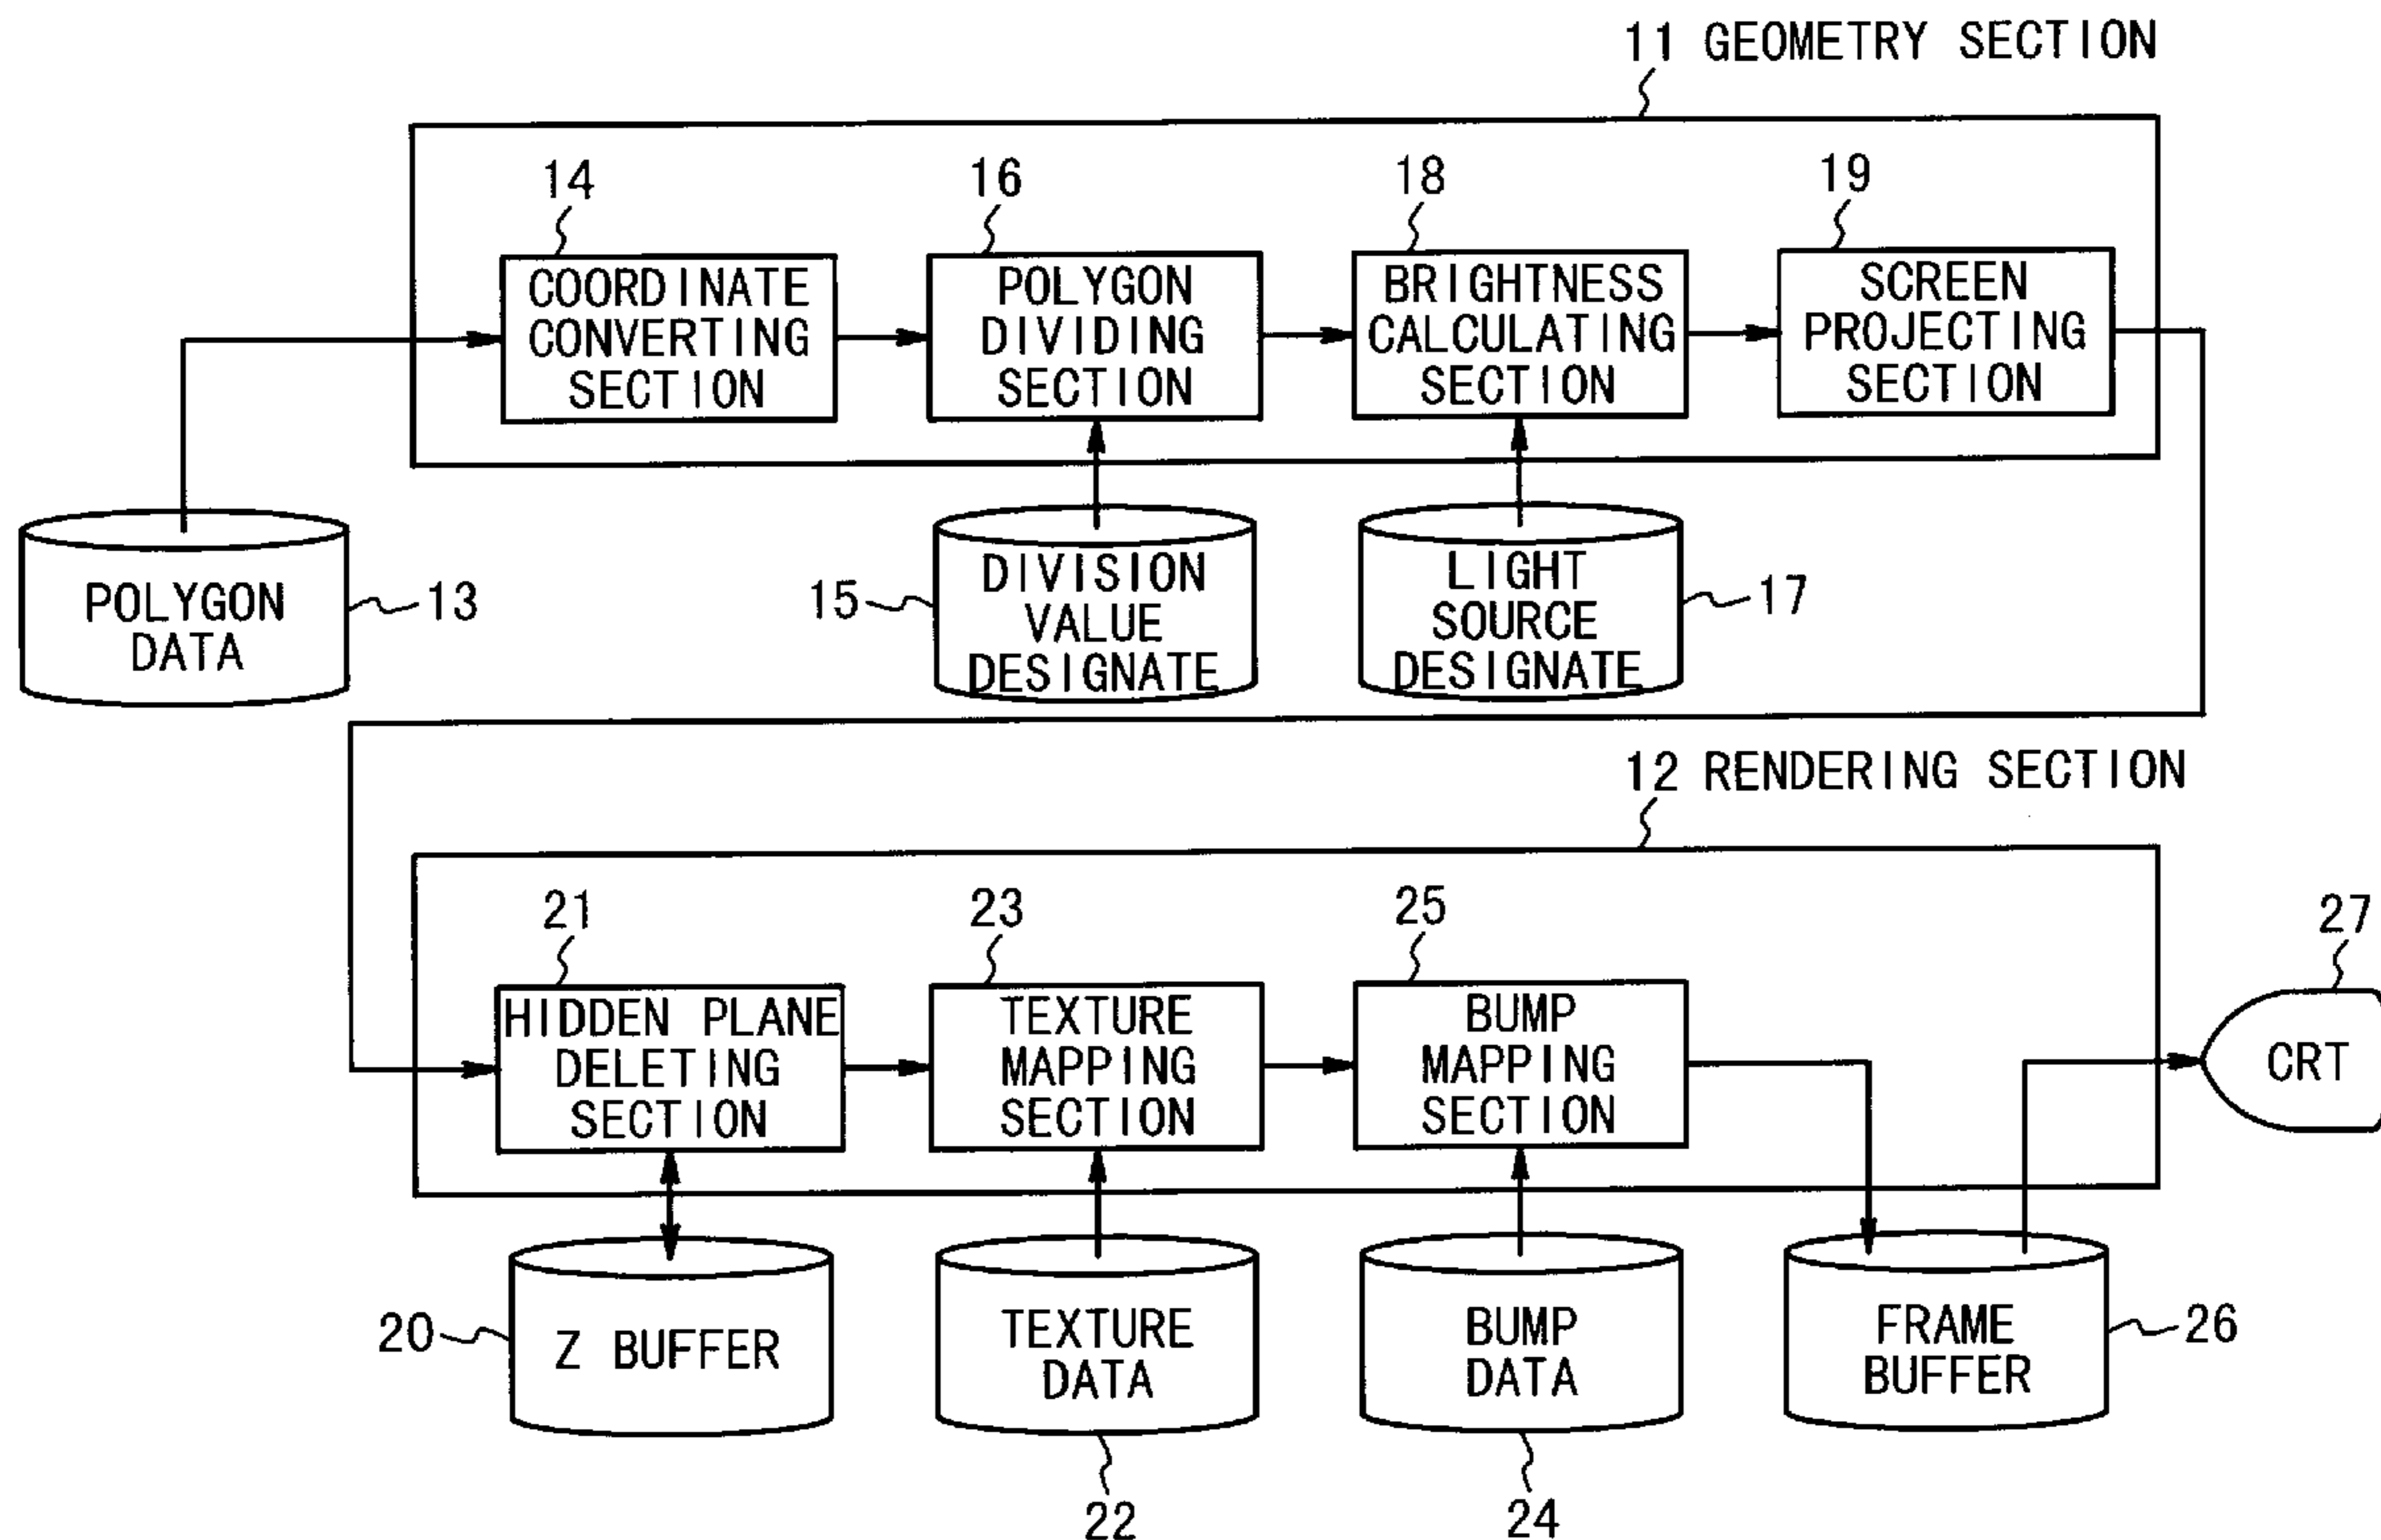 11 GEOMETRY SECTION
14
16
18
19
COORDINATE
CONVERTING
SECTION
POLYGON
DIVIDING
SECTION
BRIGHTNESS
CALCULATING
SECTION
SCREEN
PROJECTING
SECTION
POLYGON
DATA
13
15
DIVISION
VALUE
DESIGNATE
LIGHT
SOURCE
DESIGNATE
17
12 RENDERING SECTION
21
23
25
27
HIDDEN PLANE
DELETING
SECTION
TEXTURE
MAPPING
SECTION
BUMP
MAPPING
SECTION
CRT
20
Z BUFFER
TEXTURE
DATA
BUMP
DATA
FRAME
BUFFER
26
22
24